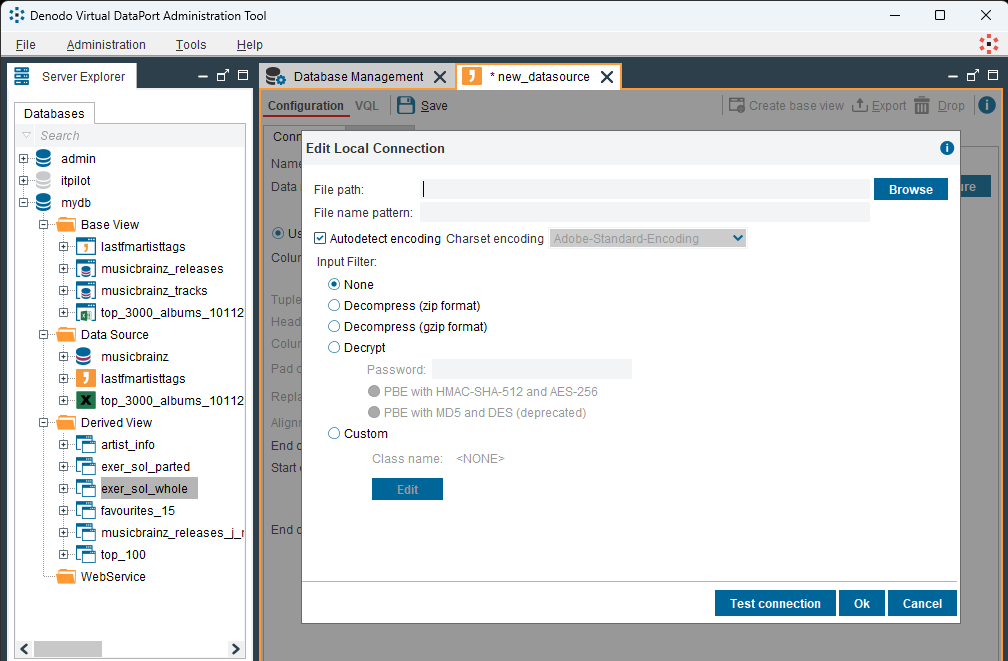 Denodo Virtual DataPort Administration Tool
File Administration Tools Help
Server Explorer
Database Management
* new_datasource
Databases
Search
admin
itpilot
mydb
Base View
lastfmartisttags
musicbrainz_releases
musicbrainz_tracks
top_3000_albums_10112
Data Source
musicbrainz
lastfmartisttags
top_3000_albums_10112
Derived View
artist_info
exer_sol_parted
exer_sol_whole
favourites_15
musicbrainz_releases_j_
top_100
WebService
Configuration VQL Save Create base view Export Drop
Conn
Name
Data
Us
Colum
Tuple
Head
Colum
Pad c
Repla
Alignm
End c
Start
End c
ure
Edit Local Connection
File path: Browse
File name pattern:
Autodetect encoding Charset encoding Adobe-Standard-Encoding
Input Filter:
None
Decompress (zip format)
Decompress (gzip format)
Decrypt
Password:
PBE with HMAC-SHA-512 and AES-256
PBE with MD5 and DES (deprecated)
Custom
Class name: <NONE>
Edit
Test connection Ok Cancel